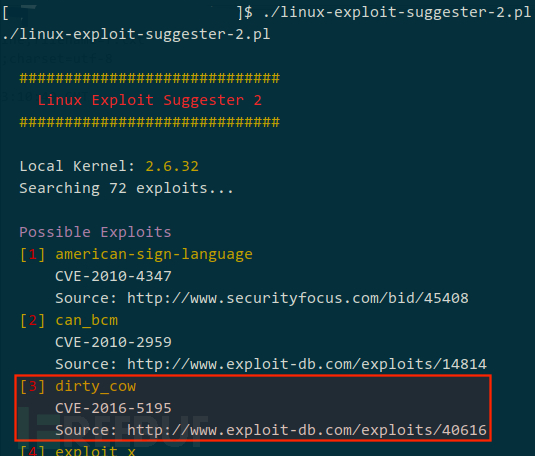 [ ]$ ./linux-exploit-suggester-2.pl
./linux-exploit-suggester-2.pl
#############################
Linux Exploit Suggester 2
#############################
Local Kernel: 2.6.32
Searching 72 exploits...
Possible Exploits
[1] american-sign-language
CVE-2010-4347
Source: http://www.securityfocus.com/bid/45408
[2] can_bcm
CVE-2010-2959
Source: http://www.exploit-db.com/exploits/14814
[3] dirty_cow
CVE-2016-5195
Source: http://www.exploit-db.com/exploits/40616
[4] exploit_x
REEBUF